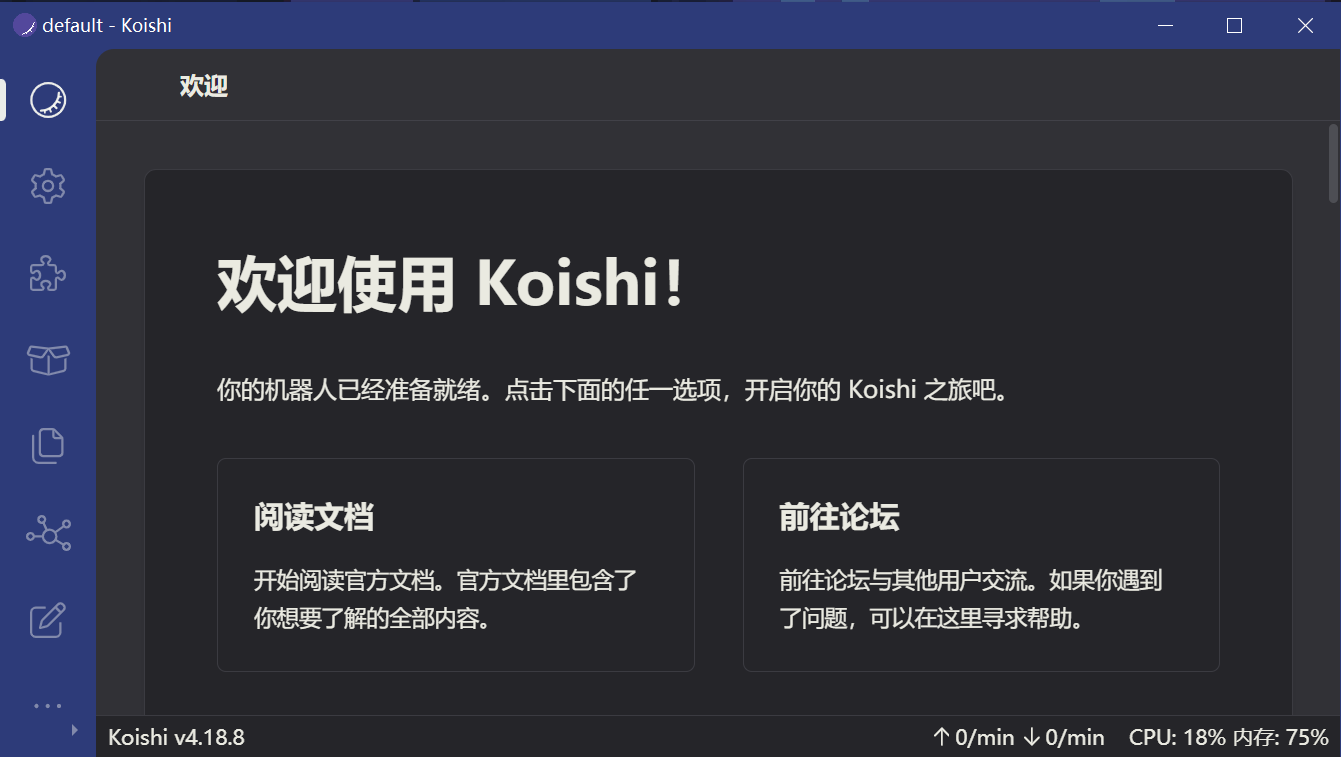 default - Koishi
欢迎
欢迎使用 Koishi！
你的机器人已经准备就绪。点击下面的任一选项，开启你的 Koishi 之旅吧。
阅读文档
开始阅读官方文档。官方文档里包含了
你想要了解的全部内容。
前往论坛
前往论坛与其他用户交流。如果你遇到
了问题，可以在这里寻求帮助。
Koishi v4.18.8
↑ 0/min ↓ 0/min CPU: 18% 内存: 75%